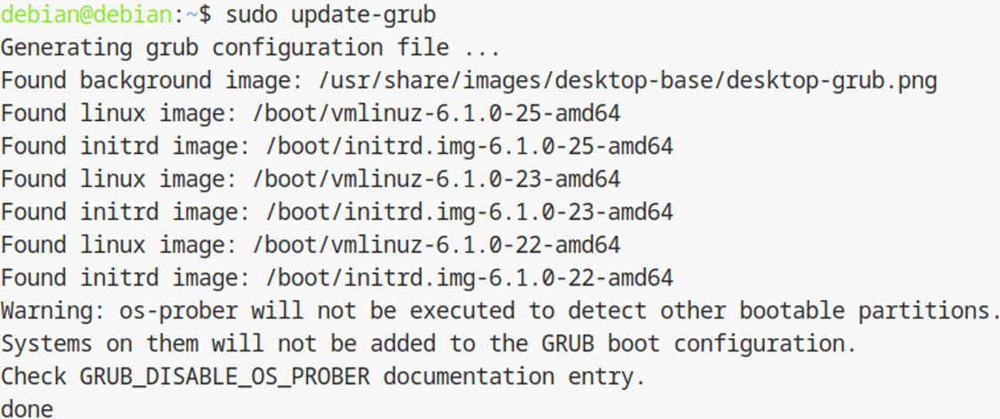 debian@debian:~$ sudo update-grub
Generating grub configuration file ...
Found background image: /usr/share/images/desktop-base/desktop-grub.png
Found linux image: /boot/vmlinuz-6.1.0-25-amd64
Found initrd image: /boot/initrd.img-6.1.0-25-amd64
Found linux image: /boot/vmlinuz-6.1.0-23-amd64
Found initrd image: /boot/initrd.img-6.1.0-23-amd64
Found linux image: /boot/vmlinuz-6.1.0-22-amd64
Found initrd image: /boot/initrd.img-6.1.0-22-amd64
Warning: os-prober will not be executed to detect other bootable partitions.
Systems on them will not be added to the GRUB boot configuration.
Check GRUB_DISABLE_OS_PROBER documentation entry.
done